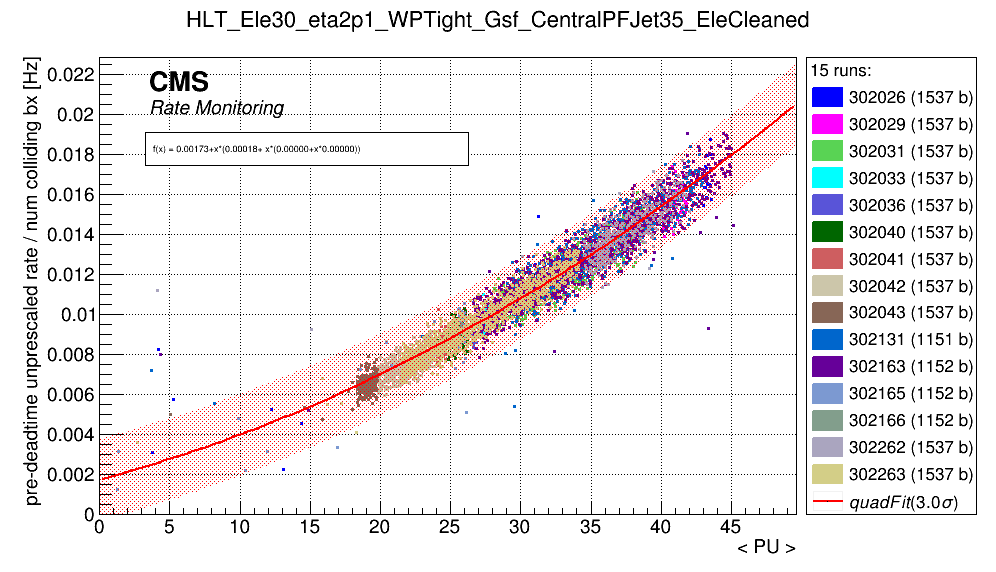 HLT_Ele30_eta2p1_WPTight_Gsf_CentralPFJet35_EleCleaned
pre-deadtime unprescaled rate / num colliding bx [Hz]
0.022
0.02
0.018
0.016
0.014
0.012
0.01
0.008
0.006
0.004
0.002
0
CMS
Rate Monitoring
f(x) = 0.00173+x*(0.00018+ x*(0.00000+x*0.00000))
0 5 10 15 20 25 30 35 40 45
< PU >
15 runs:
302026 (1537 b)
302029 (1537 b)
302031 (1537 b)
302033 (1537 b)
302036 (1537 b)
302040 (1537 b)
302041 (1537 b)
302042 (1537 b)
302043 (1537 b)
302131 (1151 b)
302163 (1152 b)
302165 (1152 b)
302166 (1152 b)
302262 (1537 b)
302263 (1537 b)
quadFit(3.0σ)